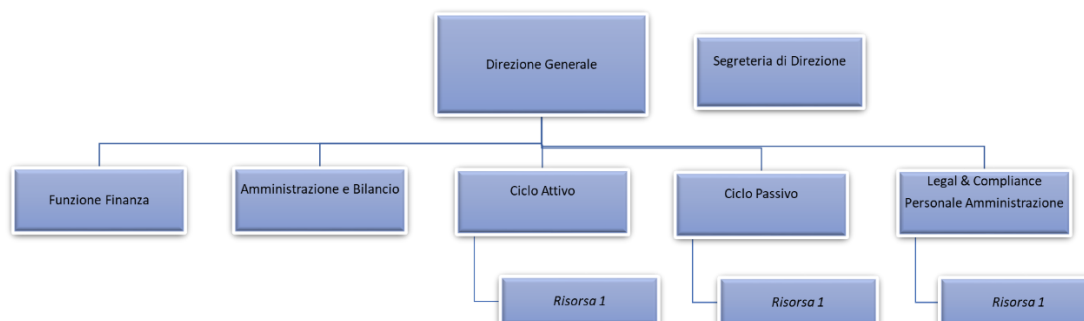 Direzione Generale
Segreteria di Direzione
Funzione Finanza
Amministrazione e Bilancio
Ciclo Attivo
Ciclo Passivo
Legal & Compliance
Personale Amministrazione
Risorsa 1
Risorsa 1
Risorsa 1